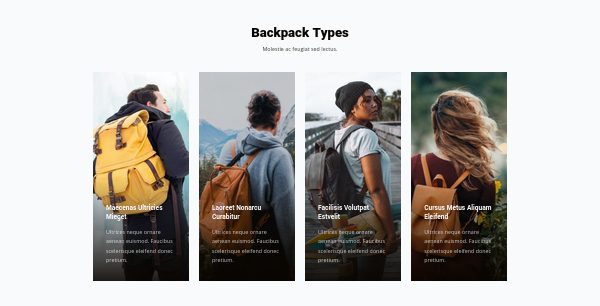 Backpack Types
Molestie ac feugiat sed lectus.
Maecenas Ultricies
Mieget
Ultrices neque ornare
aenean euismod. Faucibus
scelerisque eleifend donec
pretium.
Laoreet Nonarcu
Curabitur
Ultrices neque ornare
aenean euismod. Faucibus
scelerisque eleifend donec
pretium.
Facilisis Volutpat
Estvelit
Ultrices neque ornare
aenean euismod. Faucibus
scelerisque eleifend donec
pretium.
Cursus Metus Aliquam
Eleifend
Ultrices neque ornare
aenean euismod. Faucibus
scelerisque eleifend donec
pretium.